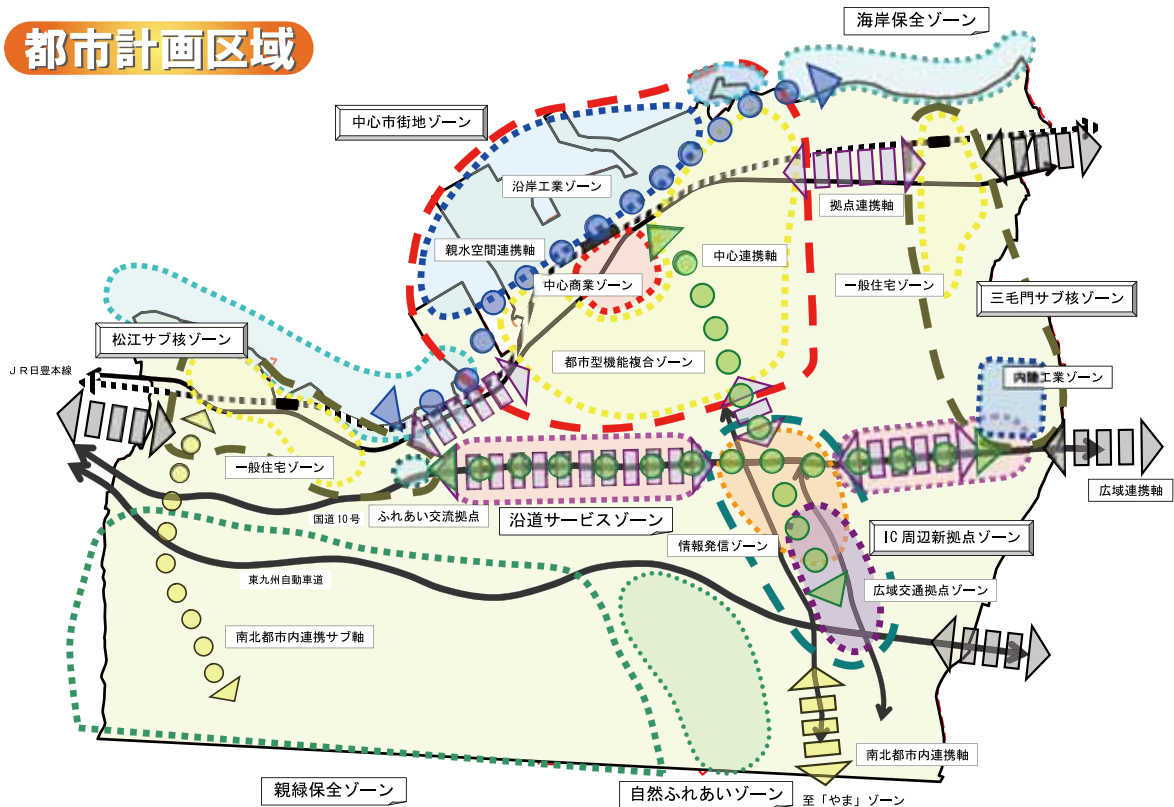 都市計画区域
海岸保全ゾーン
中心市街地ゾーン
沿岸工業ゾーン
拠点連携軸
親水空間連携軸
中心連携軸
中心商業ゾーン
一般住宅ゾーン
三毛門サブ核ゾーン
松江サブ核ゾーン
都市型機能複合ゾーン
JR日豊本線
内陸工業ゾーン
一般住宅ゾーン
広域連携軸
ふれあい交流拠点
国道10号
沿道サービスゾーン
情報発信ゾーン
IC周辺新拠点ゾーン
東九州自動車道
広域交通拠点ゾーン
南北都市内連携サブ軸
南北都市内連携軸
親緑保全ゾーン
自然ふれあいゾーン
至「やま」ゾーン